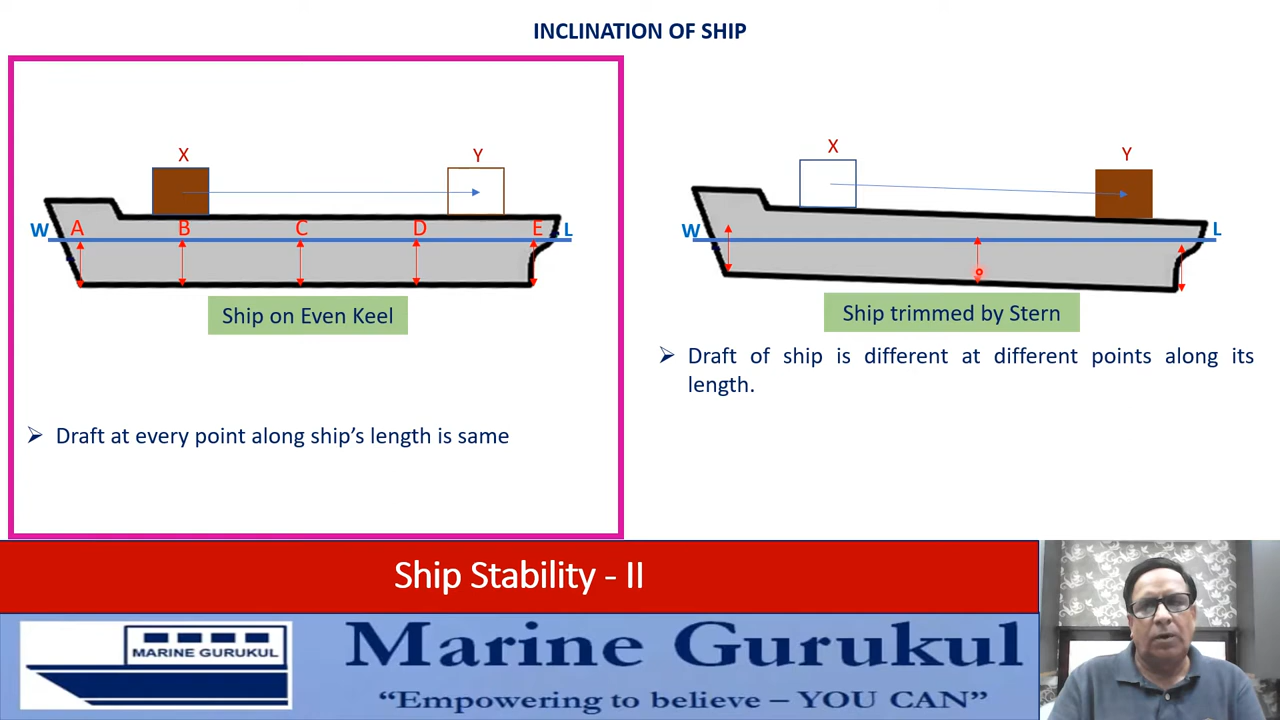 INCLINATION OF SHIP
X
Y
W
A
B
C
D
E
L
Ship on Even Keel
➢ Draft at every point along ship's length is same
X
Y
W
L
Ship trimmed by Stern
➢ Draft of ship is different at different points along its
length.
Ship Stability - II
MARINE GURUKUL
Marine Gurukul
“Empowering to believe – YOU CAN”